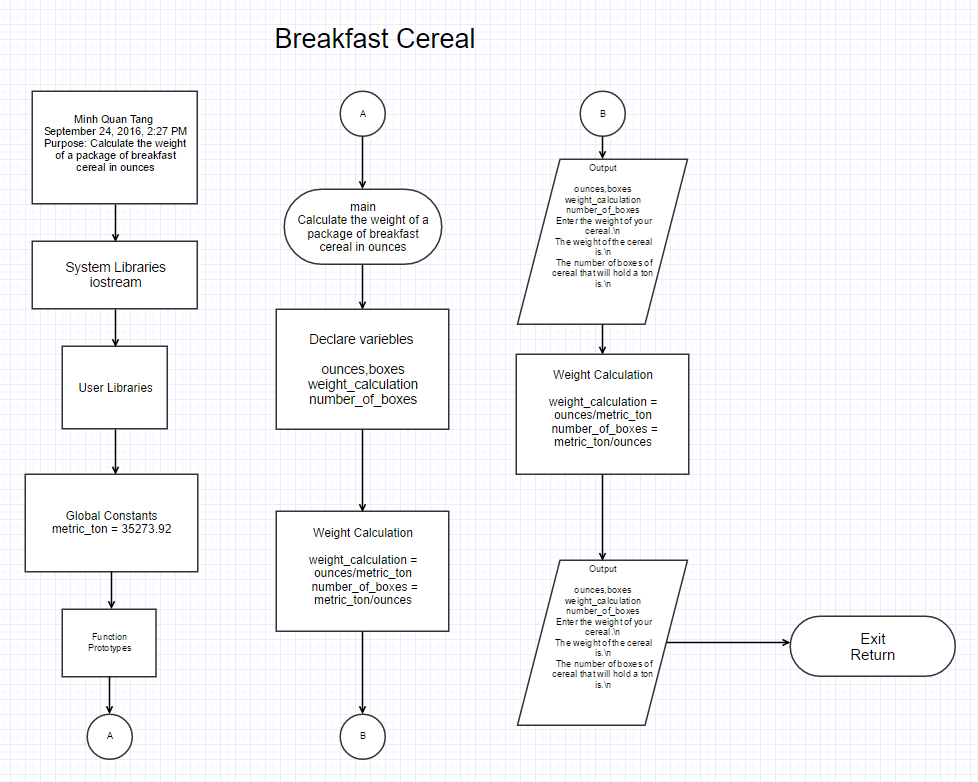 Breakfast Cereal
Minh Quan Tang
September 24, 2016, 2:27 PM
Purpose: Calculate the weight
of a package of breakfast
cereal in ounces
System Libraries
iostream
User Libraries
Global Constants
metric_ton = 35273.92
Function
Prototypes
A
A
main
Calculate the weight of a
package of breakfast
cereal in ounces
Declare variebles
ounces,boxes
weight_calculation
number_of_boxes
Weight Calculation
weight_calculation =
ounces/metric_ton
number_of_boxes =
metric_ton/ounces
B
B
Output
ounces,boxes
weight_calculation
number_of_boxes
Enter the weight of your
cereal.\n
The weight of the cereal
is.\n
The number of boxes of
cereal that will hold a ton
is.\n
Weight Calculation
weight_calculation =
ounces/metric_ton
number_of_boxes =
metric_ton/ounces
Output
ounces,boxes
weight_calculation
number_of_boxes
Enter the weight of your
cereal.\n
The weight of the cereal
is.\n
The number of boxes of
cereal that will hold a ton
is.\n
Exit
Return